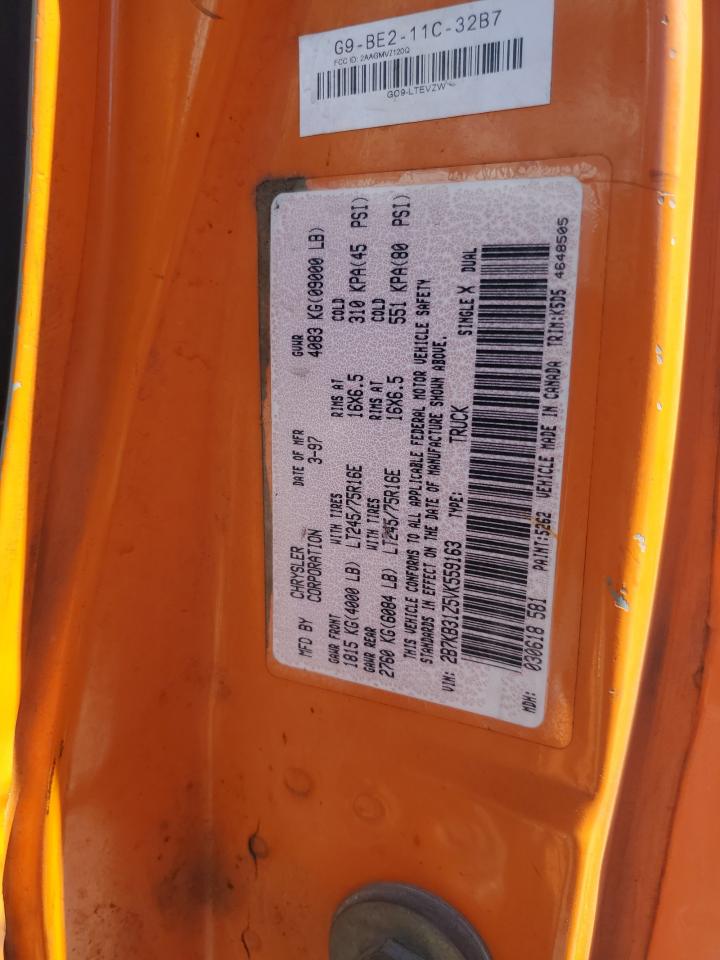 G9-BE2-11C-32B7
FCC ID: 2AAGMVZ120Q
GO9-LTEVZW
MFD BY CHRYSLER CORPORATION DATE OF MFR 3-97 GVWR 4083 KG(09000 LB)
GAWR FRONT WITH TIRES RIMS AT COLD
1815 KG(4000 LB) LT245/75R16E 16X6.5 310 KPA(45 PSI)
GAWR REAR WITH TIRES RIMS AT COLD
2760 KG(6084 LB) LT245/75R16E 16X6.5 551 KPA(80 PSI)
THIS VEHICLE CONFORMS TO ALL APPLICABLE FEDERAL MOTOR VEHICLE SAFETY
STANDARDS IN EFFECT ON THE DATE OF MANUFACTURE SHOWN ABOVE.
VIN: 2B7KB31Z5VK559163 TYPE: TRUCK SINGLE X DUAL
MDH: 030618 581 PAINT:5262 VEHICLE MADE IN CANADA TRIM:K5D5 4648505